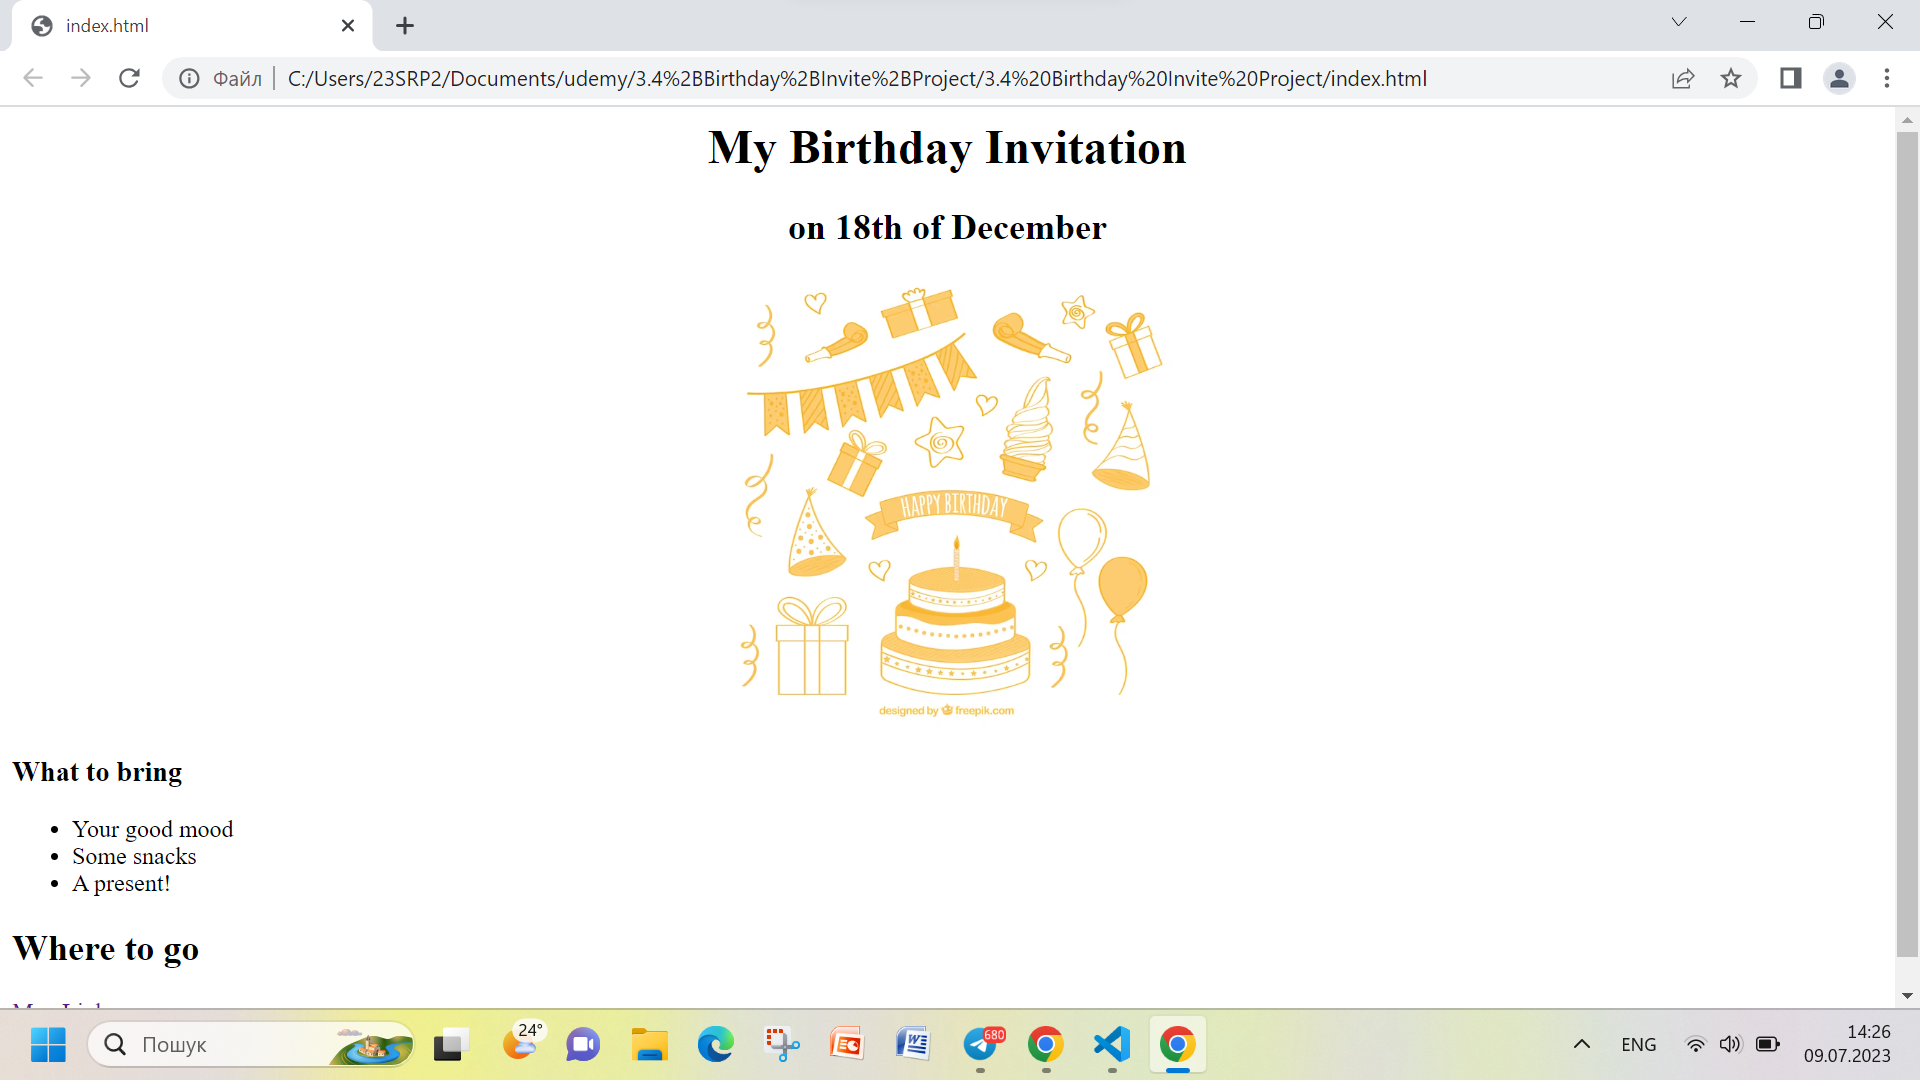 index.html
Файл
C:/Users/23SRP2/Documents/udemy/3.4%2BBirthday%2BInvite%2BProject/3.4%20Birthday%20Invite%20Project/index.html
My Birthday Invitation
on 18th of December
HAPPY BIRTHDAY
designed by freepik.com
What to bring
• Your good mood
• Some snacks
• A present!
Where to go
Пошук
24°
680
ENG
14:26
09.07.2023